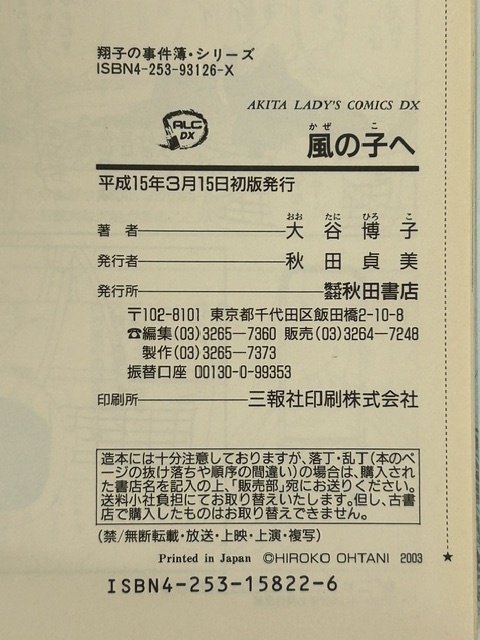 翔子の事件簿・シリーズ
ISBN4-253-93126-X
AKITA LADY'S COMICS DX
ALC
DX
かぜ こ
風の子へ
平成15年3月15日初版発行
おお たに ひろ こ
著者――大谷博子
発行者――秋田貞美
発行所――株式会社秋田書店
〒102-8101 東京都千代田区飯田橋2-10-8
☎編集(03)3265―7360 販売(03)3264―7248
製作(03)3265―7373
振替口座 00130-0-99353
印刷所――三報社印刷株式会社
造本には十分注意しておりますが、落丁・乱丁(本のペ
ージの抜け落ちや順序の間違い)の場合は、購入され
た書店名を記入の上、「販売部」宛にお送りください。
送料小社負担にてお取り替えいたします。但し、古書
店で購入したものはお取り替えできません。
(禁/無断転載・放送・上映・上演・複写)
Printed in Japan ©HIROKO OHTANI 2003
★
ISBN4-253-15822-6